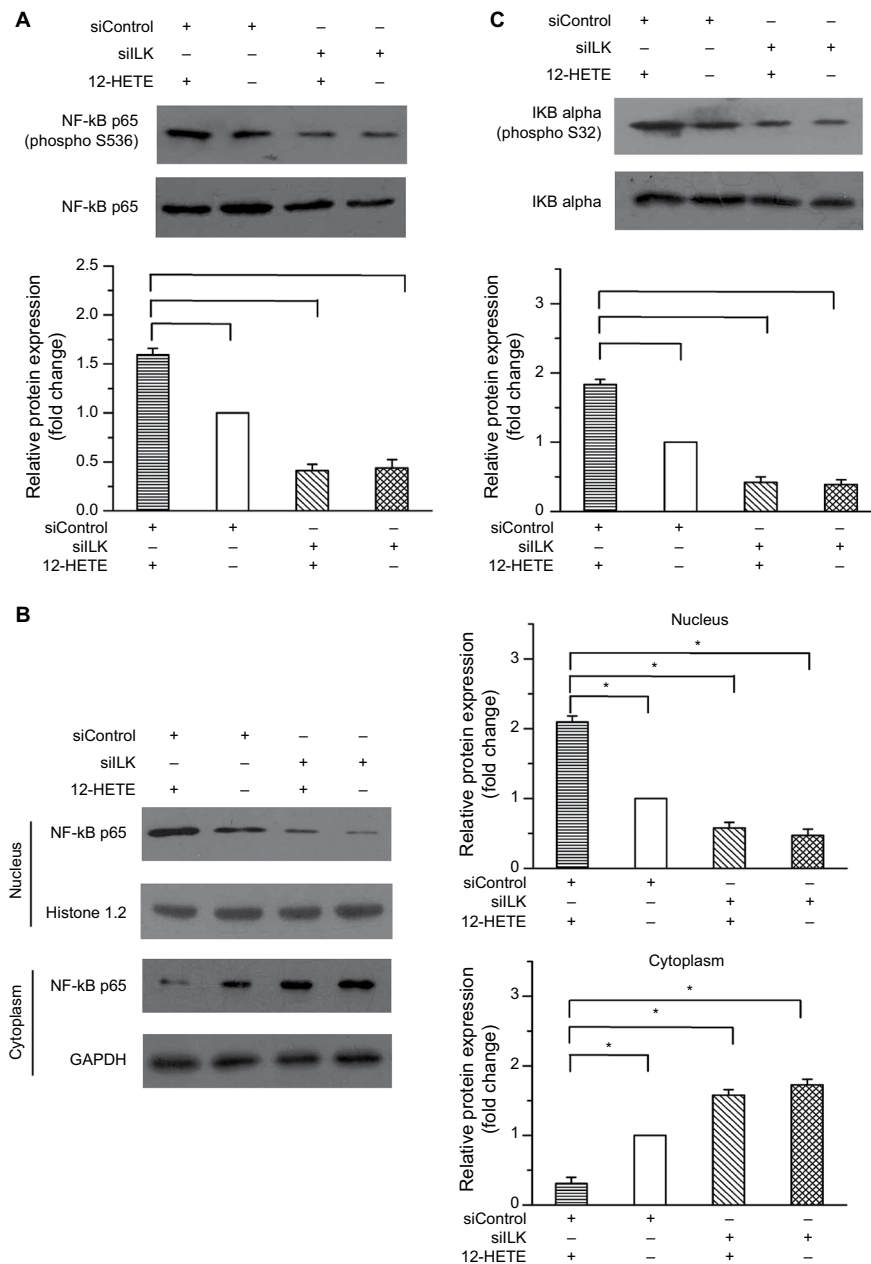 A
siControl + + – –
siILK – – + +
12-HETE + – + –
NF-kB p65
(phospho S536)
NF-kB p65
Relative protein expression
(fold change)
2.5
2.0
1.5
1.0
0.5
0.0
siControl + + – –
siILK – – + +
12-HETE + – + –
C
siControl + + – –
siILK – – + +
12-HETE + – + –
IKB alpha
(phospho S32)
IKB alpha
Relative protein expression
(fold change)
3
2
1
0
siControl + + – –
siILK – – + +
12-HETE + – + –
B
siControl + + – –
siILK – – + +
12-HETE + – + –
Nucleus
NF-kB p65
Histone 1.2
Cytoplasm
NF-kB p65
GAPDH
Nucleus
Relative protein expression
(fold change)
3
2
1
0
*
*
*
siControl + + – –
siILK – – + +
12-HETE + – + –
Cytoplasm
Relative protein expression
(fold change)
3
2
1
0
*
*
*
siControl + + – –
siILK – – + +
12-HETE + – + –